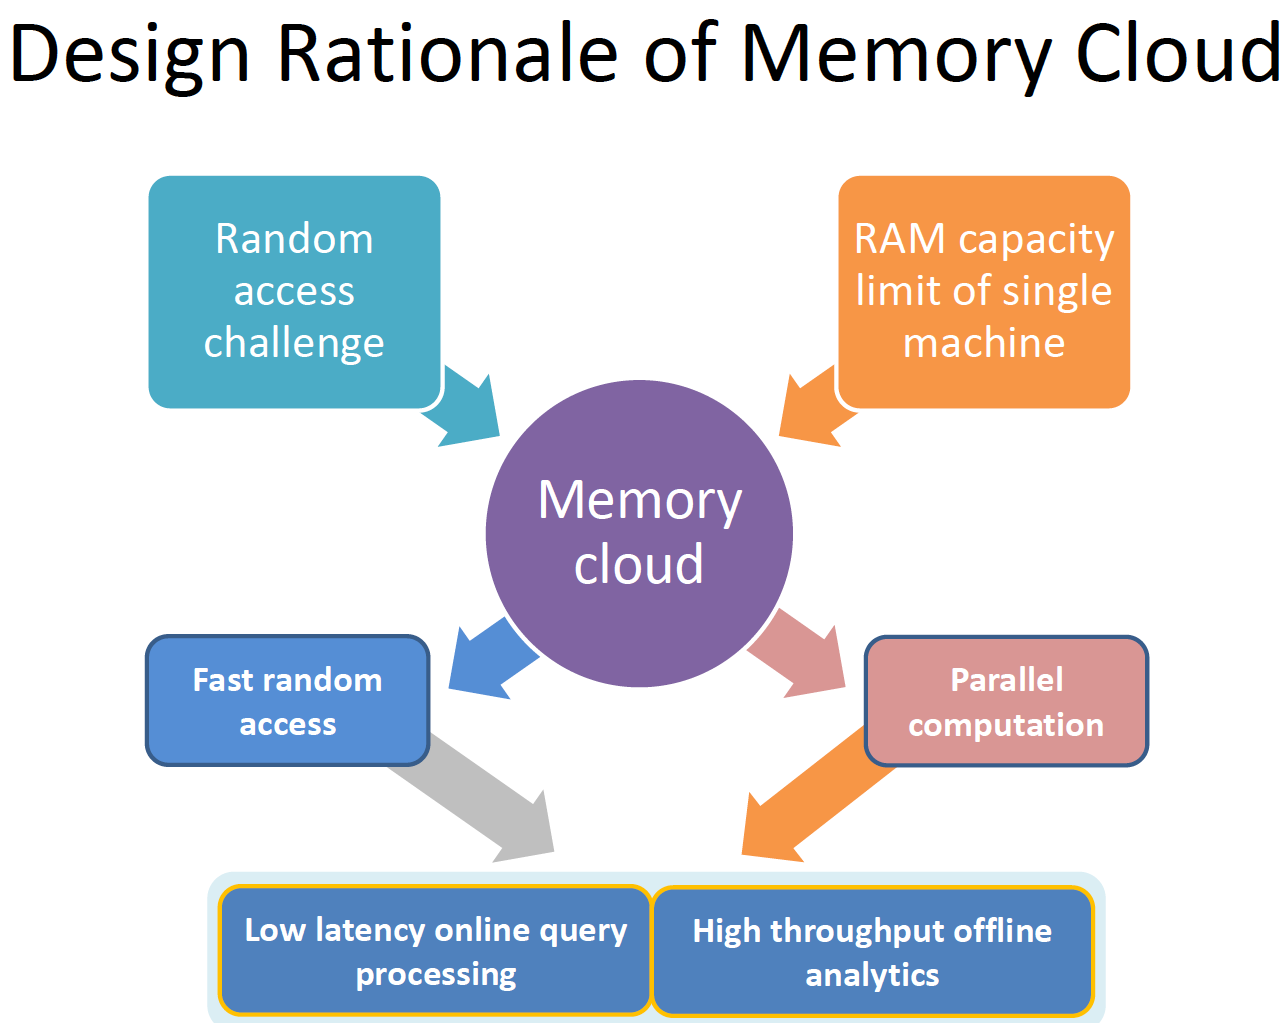 Design Rationale of Memory Cloud
Random
access
challenge
RAM capacity
limit of single
machine
Memory
cloud
Fast random
access
Parallel
computation
Low latency online query
processing
High throughput offline
analytics